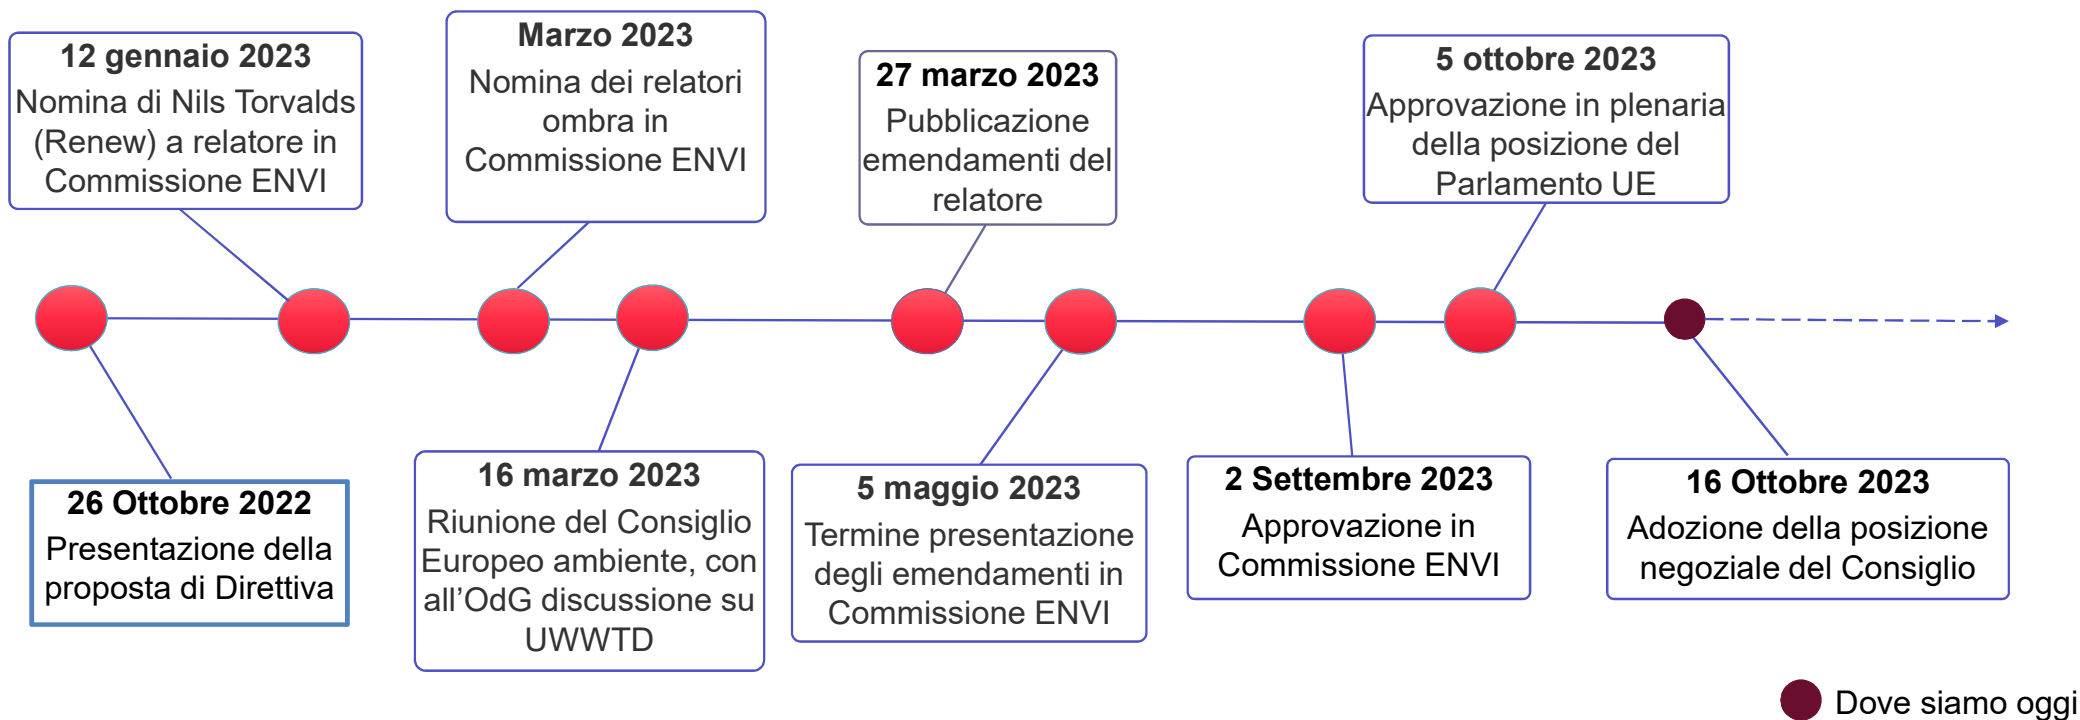 12 gennaio 2023
Nomina di Nils Torvalds
(Renew) a relatore in
Commissione ENVI
Marzo 2023
Nomina dei relatori
ombra in
Commissione ENVI
27 marzo 2023
Pubblicazione
emendamenti del
relatore
5 ottobre 2023
Approvazione in plenaria
della posizione del
Parlamento UE
26 Ottobre 2022
Presentazione della
proposta di Direttiva
16 marzo 2023
Riunione del Consiglio
Europeo ambiente, con
all’OdG discussione su
UWWTD
5 maggio 2023
Termine presentazione
degli emendamenti in
Commissione ENVI
2 Settembre 2023
Approvazione in
Commissione ENVI
16 Ottobre 2023
Adozione della posizione
negoziale del Consiglio
Dove siamo oggi